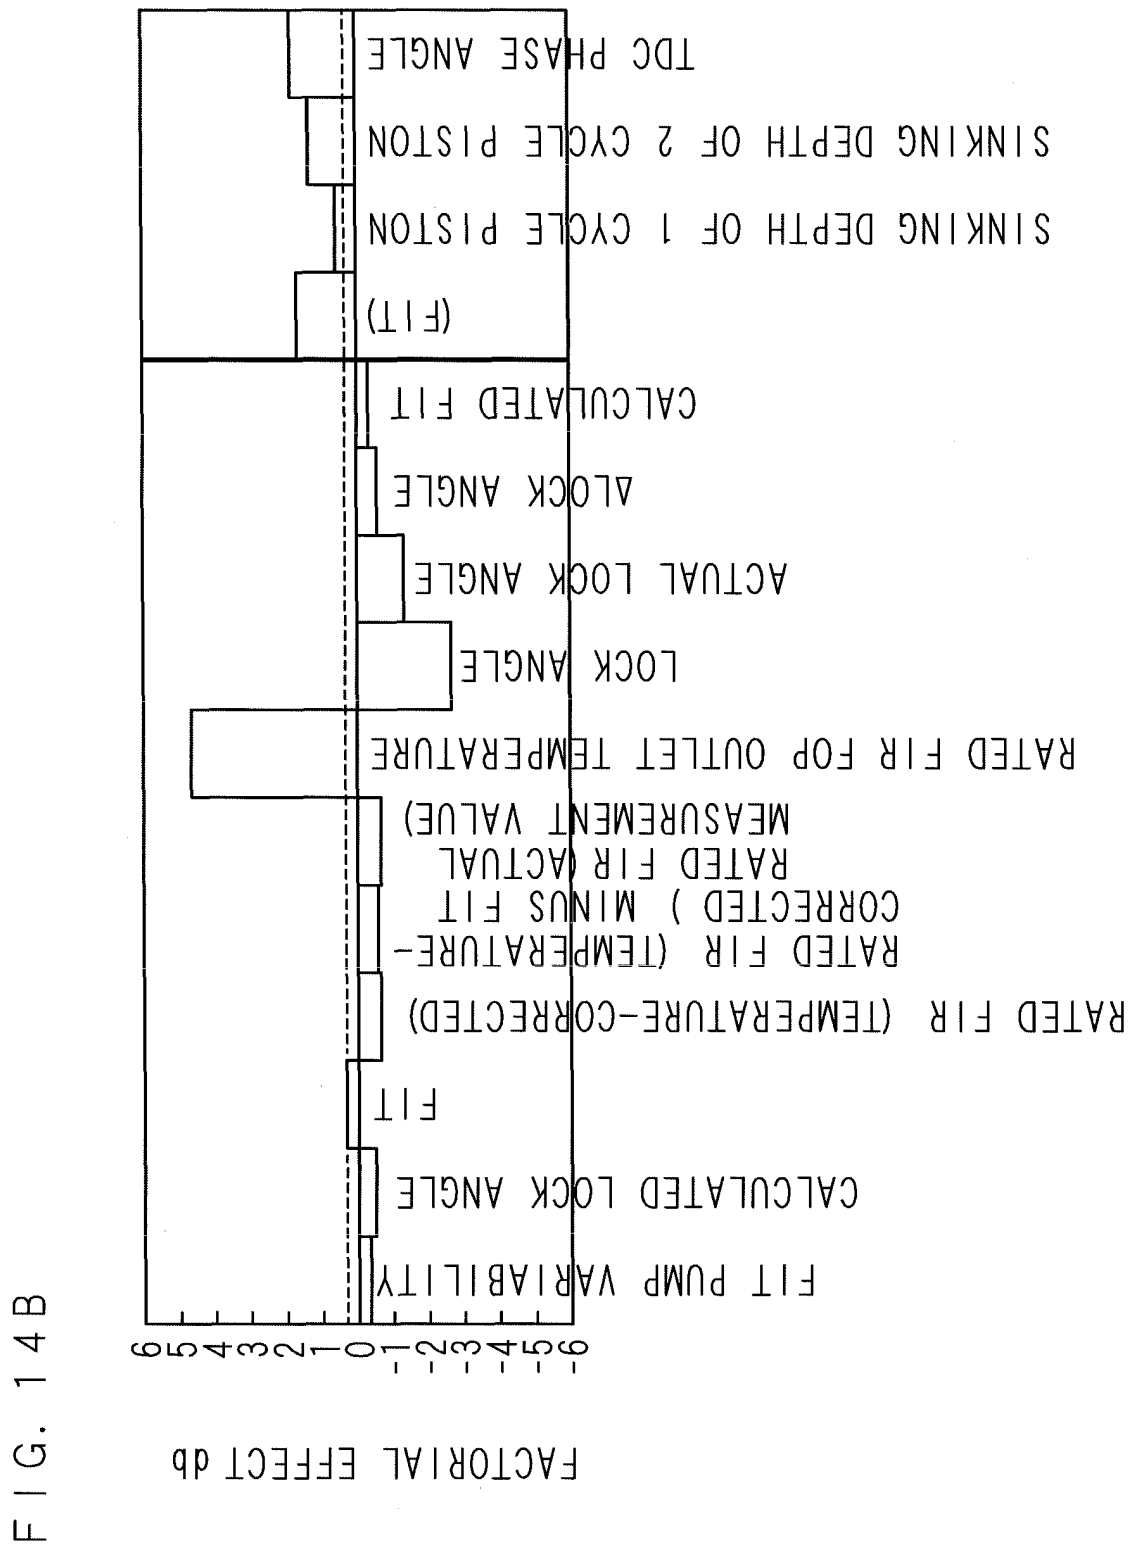 FIG. 14B
FACTORIAL EFFECT db
6
5
4
3
2
1
0
-1
-2
-3
-4
-5
-6
FIT PUMP VARIABILITY
CALCULATED LOCK ANGLE
FIT
RATED FIR (TEMPERATURE-CORRECTED)
RATED FIR (TEMPERATURE-
CORRECTED ) MINUS FIT
RATED FIR (ACTUAL
MEASUREMENT VALUE)
RATED FIR FOP OUTLET TEMPERATURE
LOCK ANGLE
ACTUAL LOCK ANGLE
ΔLOCK ANGLE
CALCULATED FIT
(FIT)
SINKING DEPTH OF 1 CYCLE PISTON
SINKING DEPTH OF 2 CYCLE PISTON
TDC PHASE ANGLE